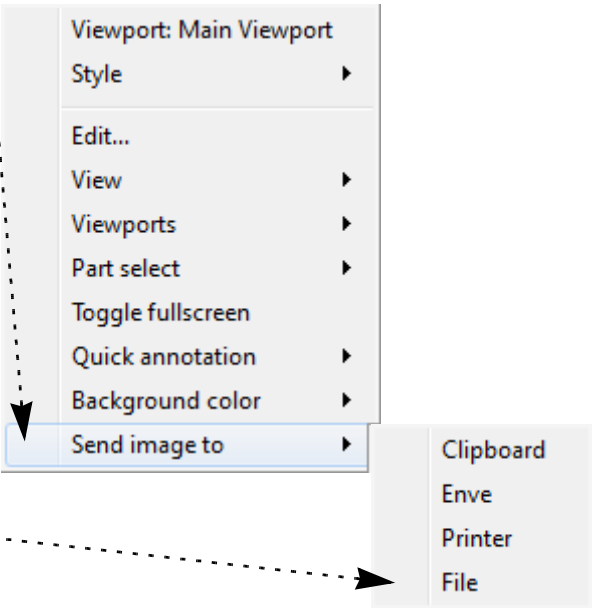 Viewport: Main Viewport
Style
Edit...
View
Viewports
Part select
Toggle fullscreen
Quick annotation
Background color
Send image to
Clipboard
Enve
Printer
File